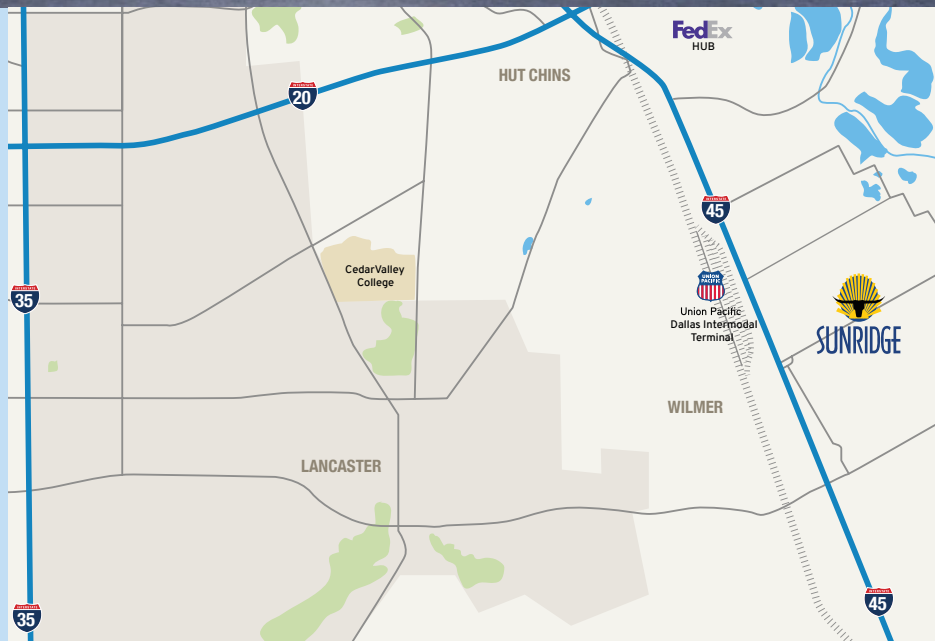 FedEx
HUB
HUT CHINS
20
45
CedarValley
College
35
UNION
PACIFIC
Union Pacific
Dallas Intermodal
Terminal
SUNRIDGE
WILMER
LANCASTER
45
35